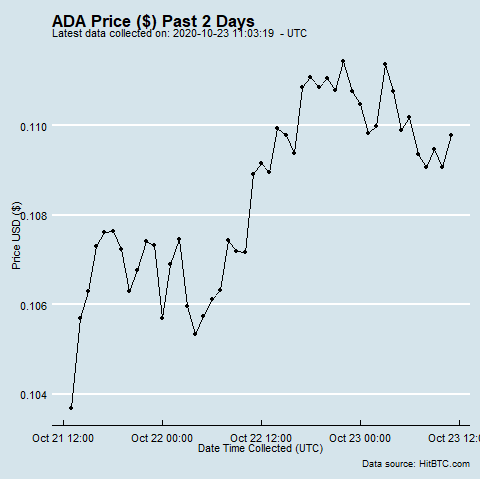 ADA Price ($) Past 2 Days
Latest data collected on: 2020-10-23 11:03:19 - UTC
0.110
0.108
0.106
0.104
Price USD ($)
Oct 21 12:00 Oct 22 00:00 Oct 22 12:00 Oct 23 00:00 Oct 23 12:
Date Time Collected (UTC)
Data source: HitBTC.com